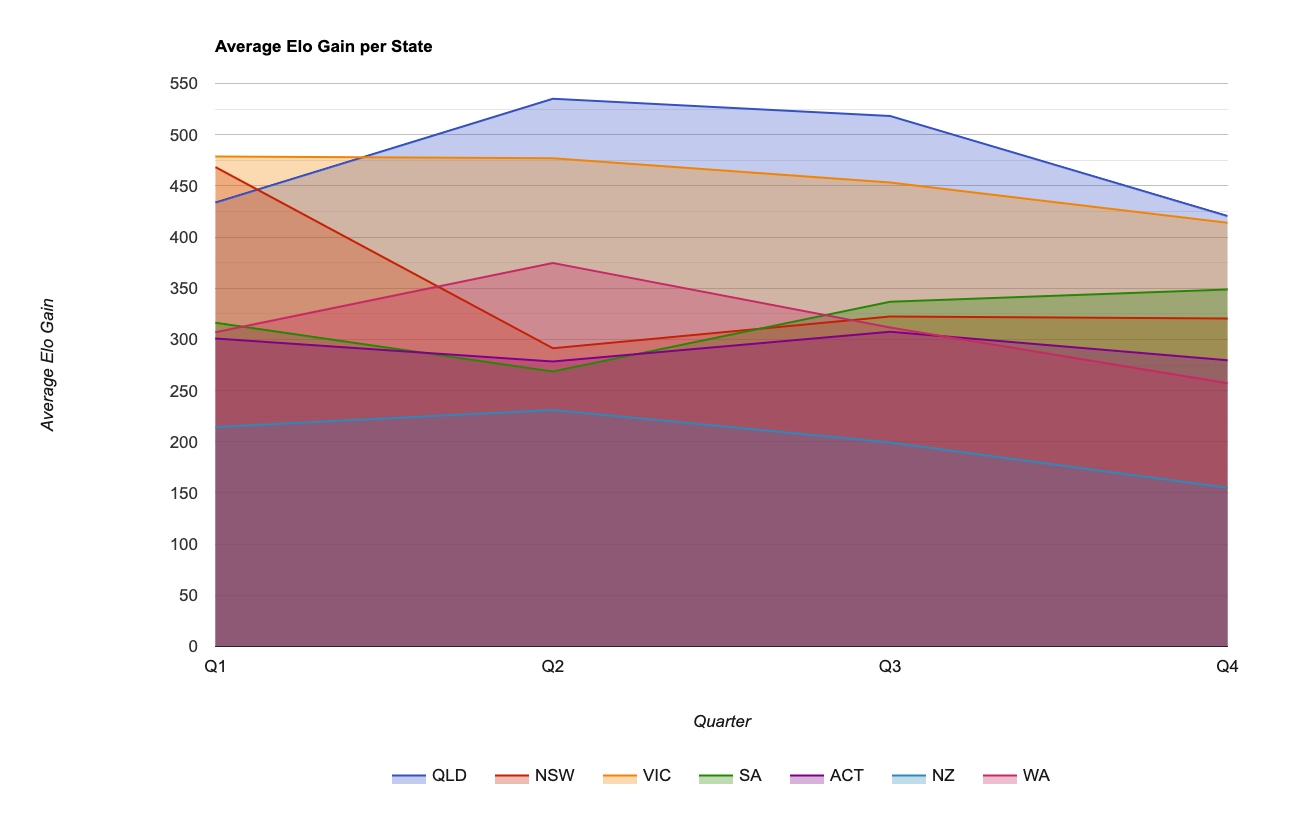 Average Elo Gain per State
550
500
450
400
350
300
250
200
150
100
50
0
Average Elo Gain
Q1 Q2 Q3 Q4
Quarter
QLD NSW VIC SA ACT NZ WA